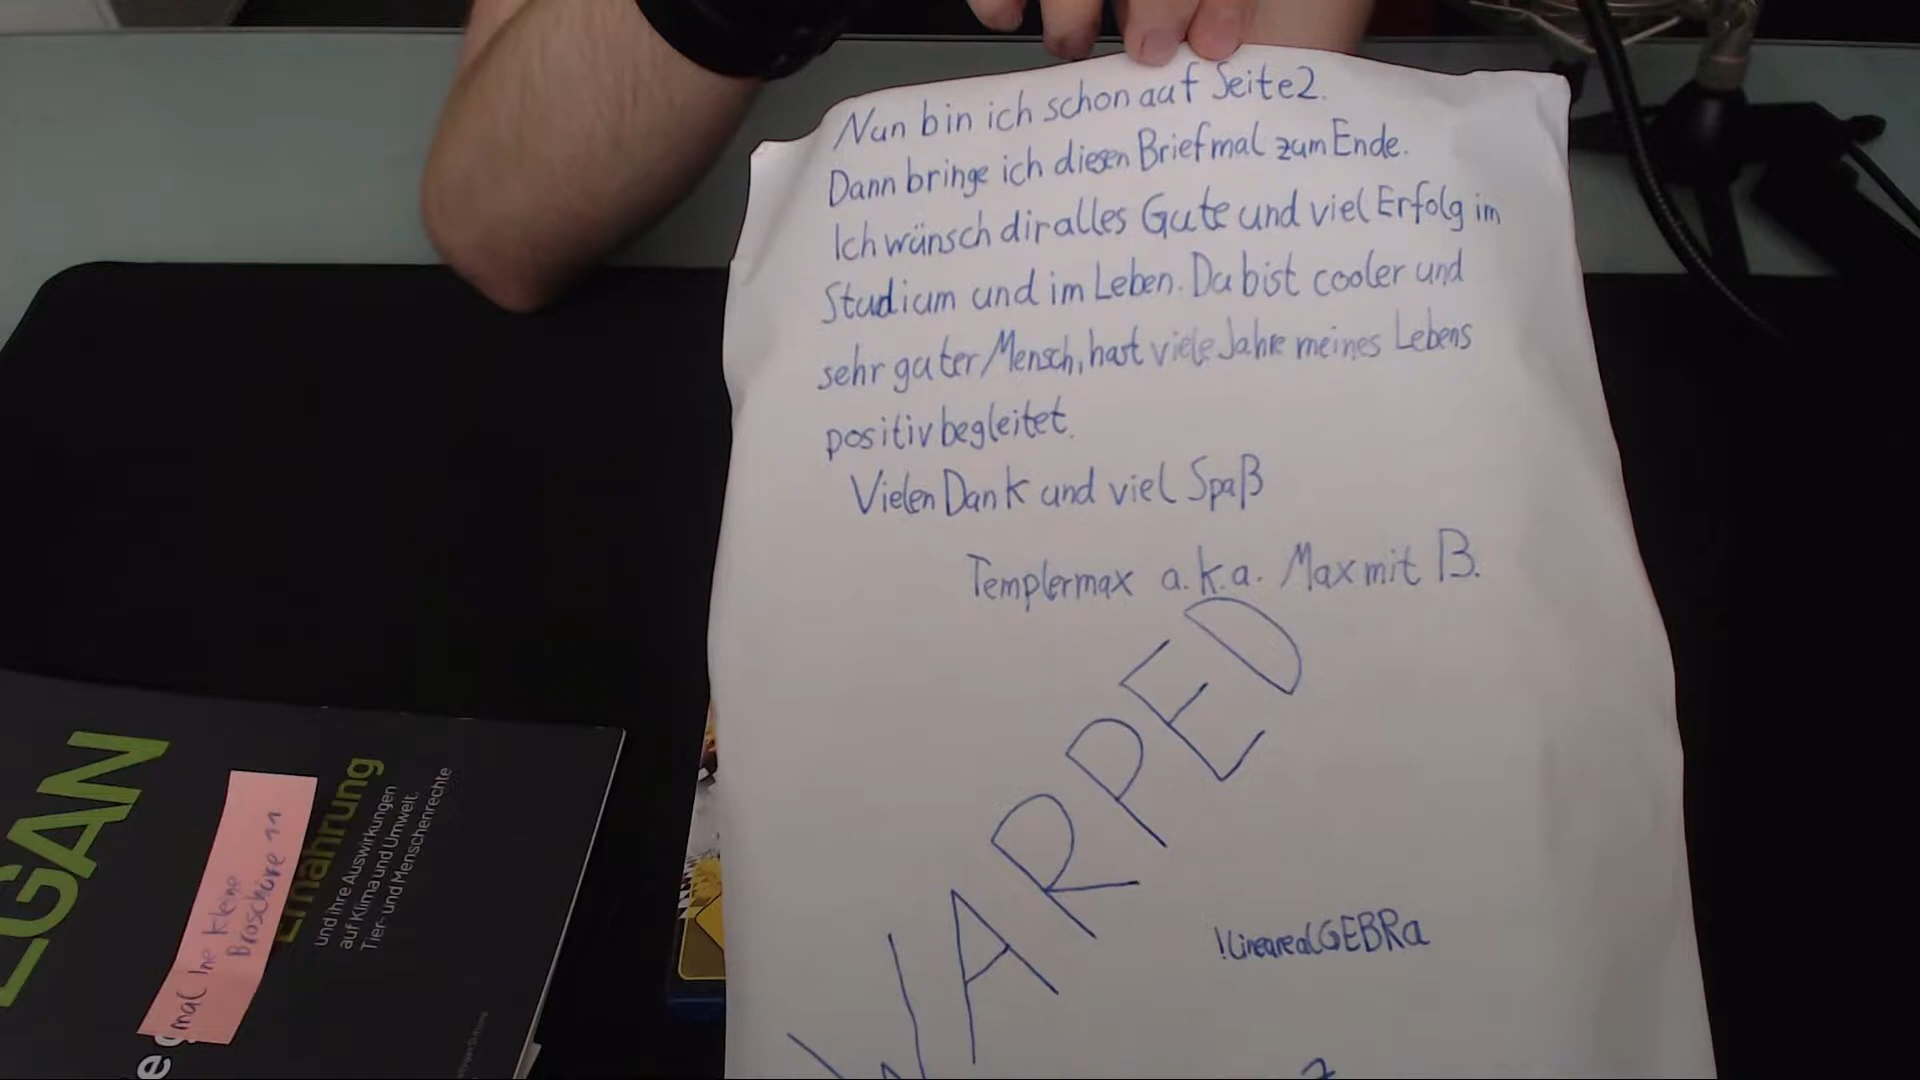 Nun bin ich schon auf Seite 2.
Dann bringe ich diesen Brief mal zum Ende.
Ich wünsch dir alles Gute und viel Erfolg im
Studium und im Leben. Du bist cooler und
sehr guter Mensch, hast viele Jahre meines Lebens
positiv begleitet.
Vielen Dank und viel Spaß
Templermax a.k.a. Max mit B.
WARPED
!LinearealGEBRa
EGAN
mal Ine kleine
Broschüre ^^
Ernährung
und ihre Auswirkungen
auf Klima und Umwelt,
Tier- und Menschenrechte